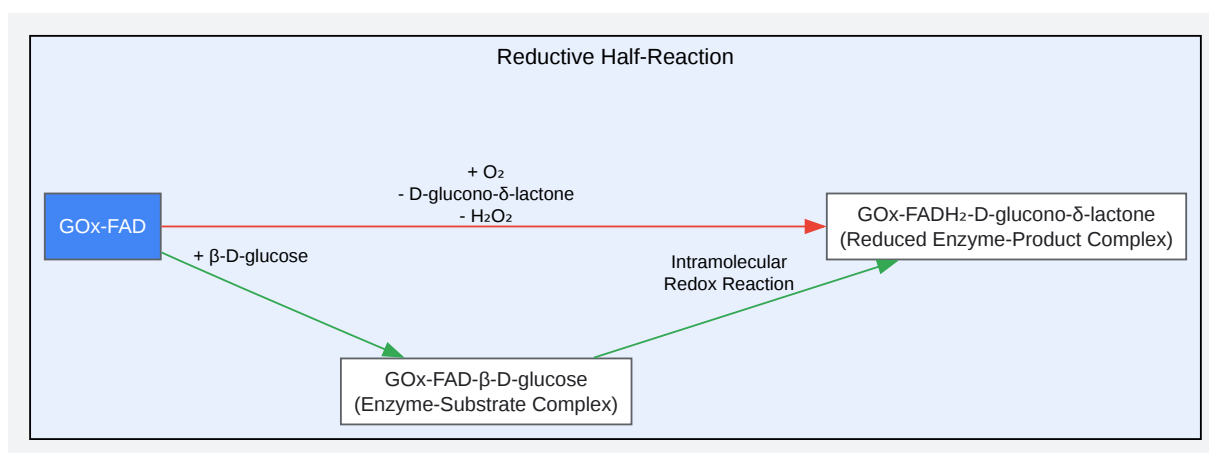 Reductive Half-Reaction
+ O₂
- D-glucono-δ-lactone
- H₂O₂
GOx-FAD
GOx-FADH₂-D-glucono-δ-lactone
(Reduced Enzyme-Product Complex)
+ β-D-glucose
Intramolecular
Redox Reaction
GOx-FAD-β-D-glucose
(Enzyme-Substrate Complex)